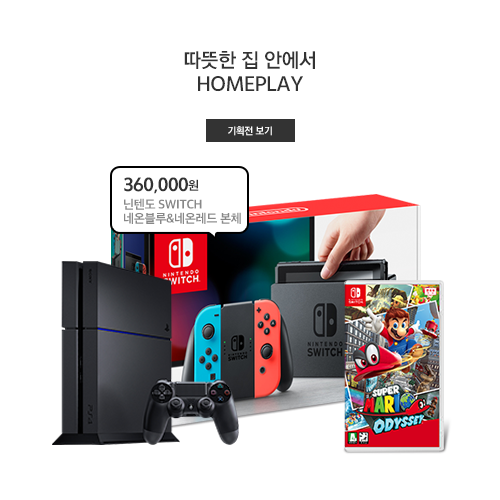 따뜻한 집 안에서
HOMEPLAY
기획전 보기
360,000원
닌텐도 SWITCH
네온블루&네온레드 본체
Nintendo
NINTENDO
SWITCH
NINTENDO
SWITCH
SUPER
MARIO
ODYSSEY
PS4